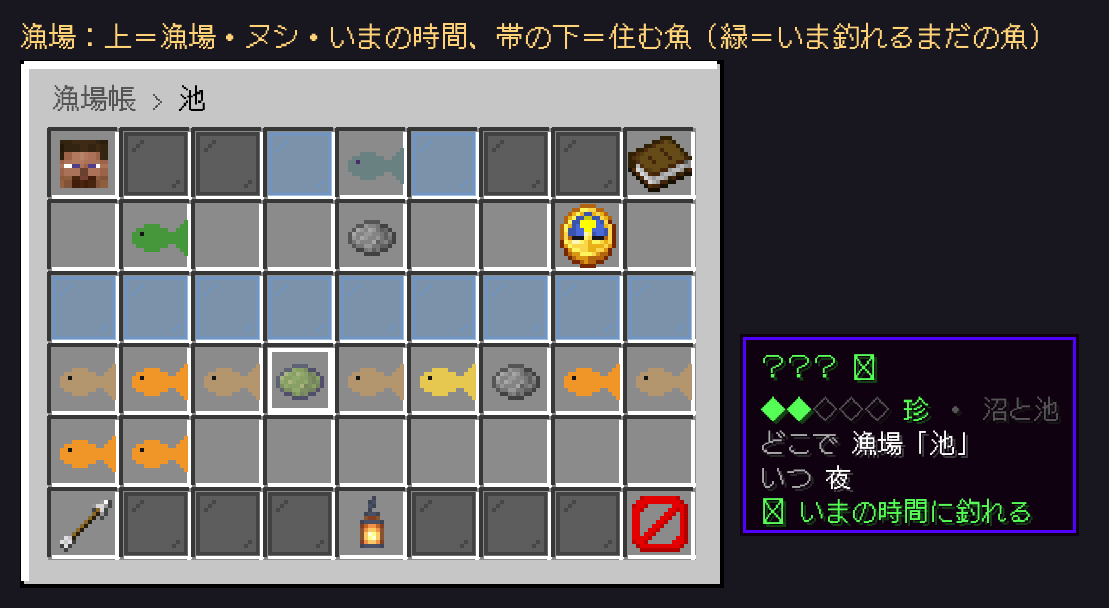 漁場：上＝漁場・ヌシ・いまの時間、帯の下＝住む魚（緑＝いま釣れるまだの魚）
漁場帳 > 池
???
◆◆◇◇◇ 珍 ・ 沼と池
どこで 漁場「池」
いつ 夜
いまの時間に釣れる